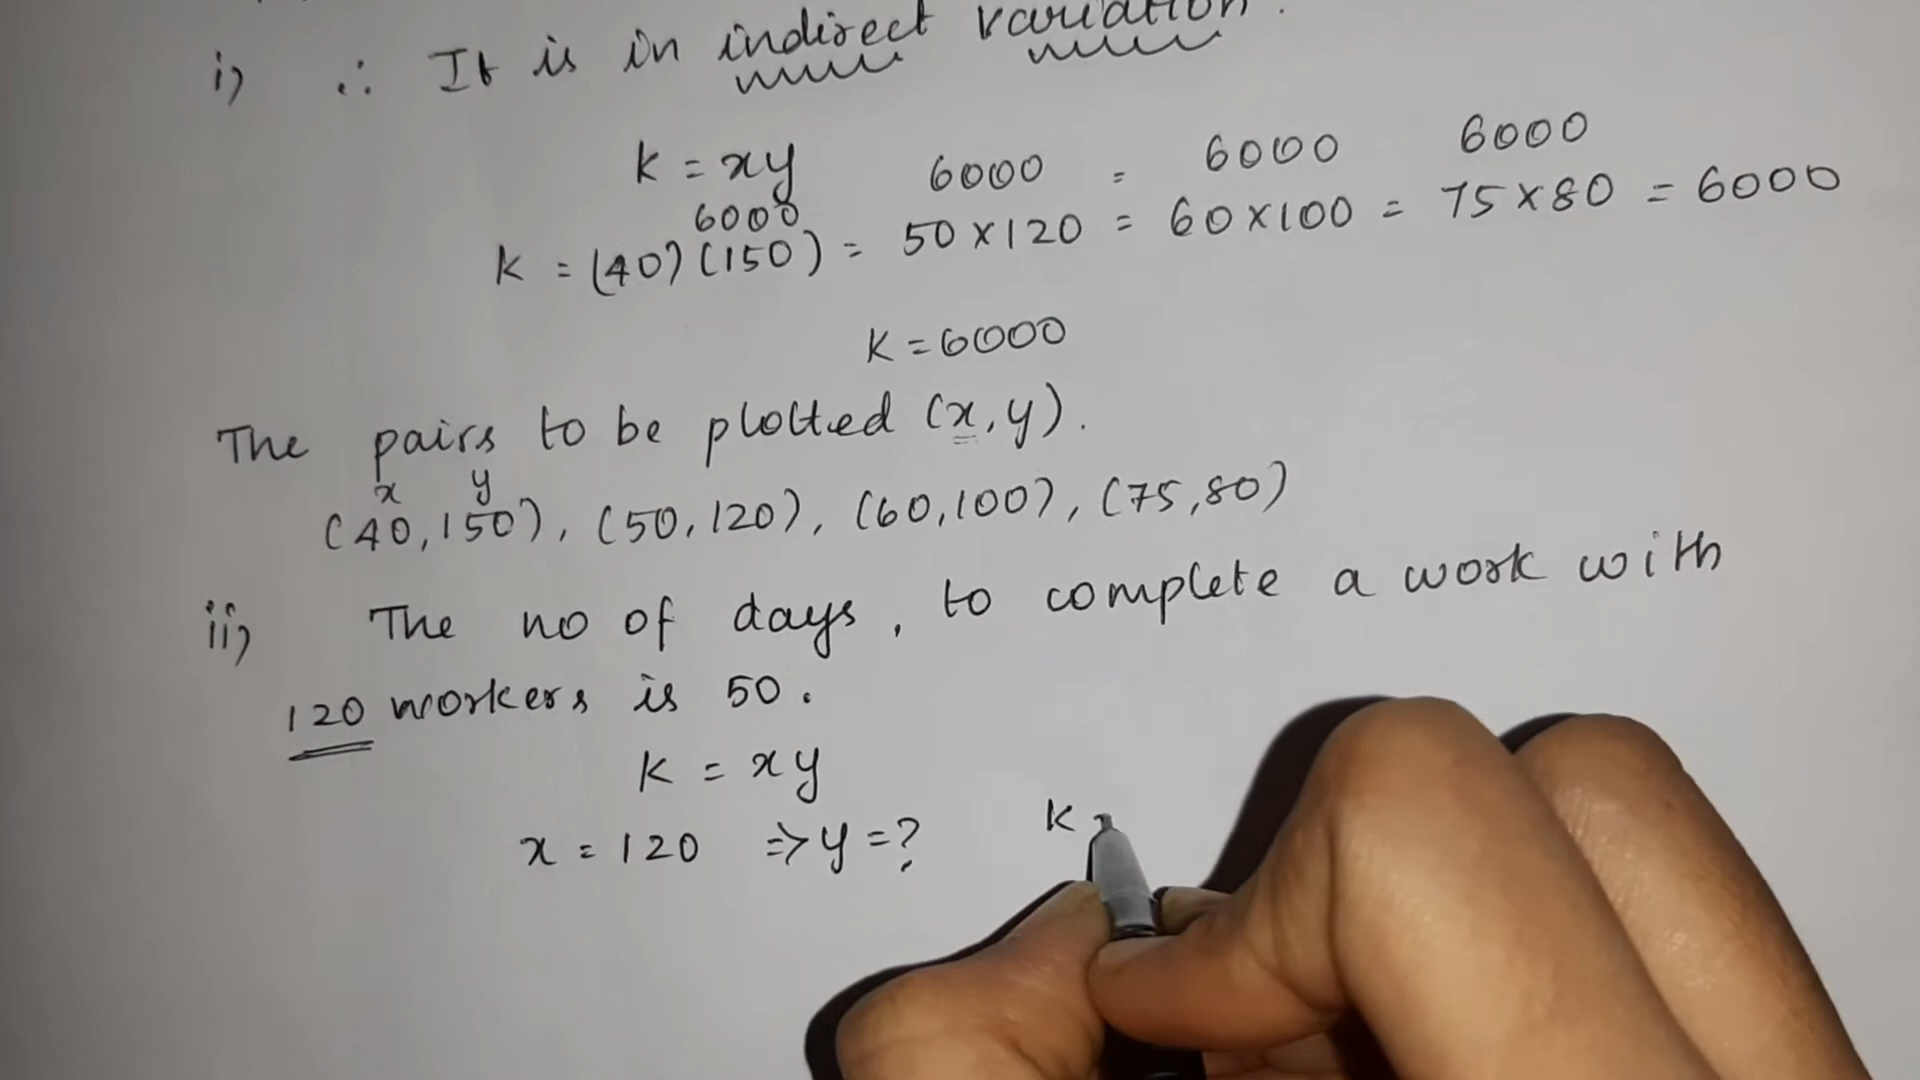 i) ∴ It is in indirect variation.
k = xy 6000 = 6000 6000
6000
k = (40)(150) = 50 x 120 = 60 x 100 = 75 x 80 = 6000
k = 6000
The pairs to be plotted (x, y).
x y
(40, 150), (50, 120), (60, 100), (75, 80)
ii) The no of days, to complete a work with
120 workers is 50.
k = xy
x = 120 => y = ? k